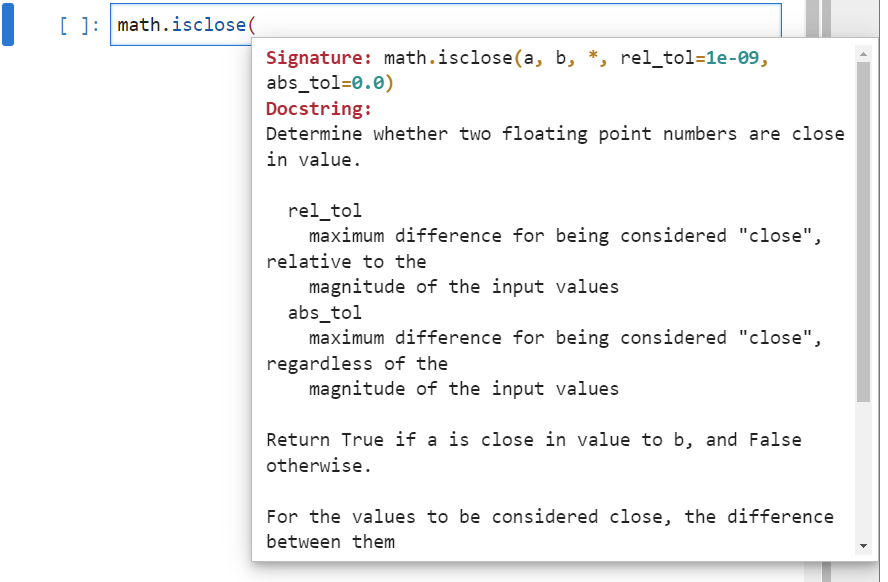 [ ]: math.isclose(
Signature: math.isclose(a, b, *, rel_tol=1e-09,
abs_tol=0.0)
Docstring:
Determine whether two floating point numbers are close
in value.
rel_tol
maximum difference for being considered "close",
relative to the
magnitude of the input values
abs_tol
maximum difference for being considered "close",
regardless of the
magnitude of the input values
Return True if a is close in value to b, and False
otherwise.
For the values to be considered close, the difference
between them